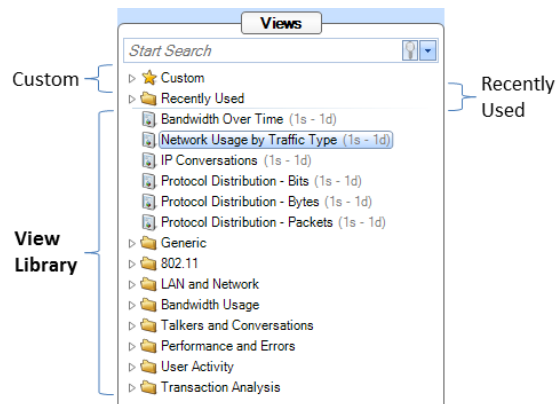 Views
Start Search
Custom
Custom
Recently Used
Recently
Used
Bandwidth Over Time (1s - 1d)
Network Usage by Traffic Type (1s - 1d)
IP Conversations (1s - 1d)
Protocol Distribution - Bits (1s - 1d)
Protocol Distribution - Bytes (1s - 1d)
Protocol Distribution - Packets (1s - 1d)
View
Library
Generic
802.11
LAN and Network
Bandwidth Usage
Talkers and Conversations
Performance and Errors
User Activity
Transaction Analysis